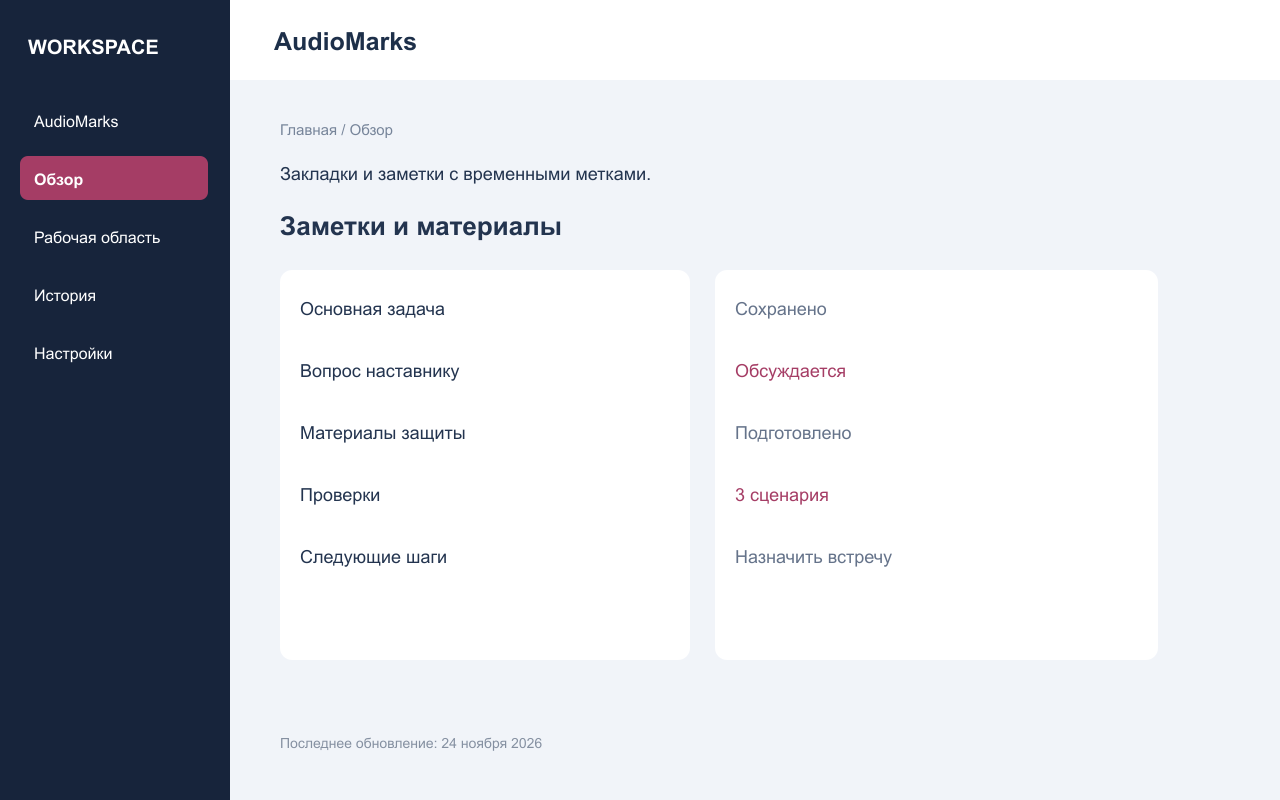 WORKSPACE
AudioMarks
Обзор
Рабочая область
История
Настройки
AudioMarks
Главная / Обзор
Закладки и заметки с временными метками.
Заметки и материалы
Основная задача
Сохранено
Вопрос наставнику
Обсуждается
Материалы защиты
Подготовлено
Проверки
3 сценария
Следующие шаги
Назначить встречу
Последнее обновление: 24 ноября 2026